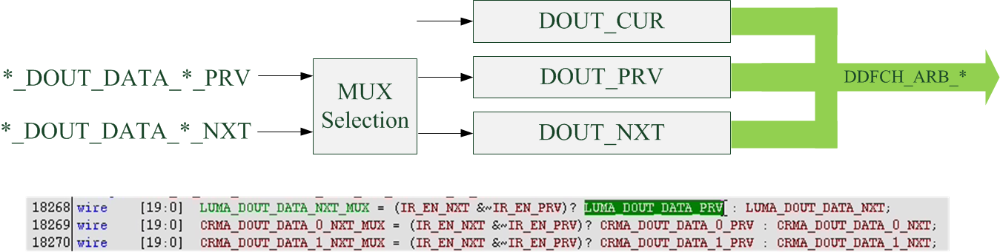 DOUT_CUR
*_DOUT_DATA_*_PRV
MUX
Selection
DOUT_PRV
DDFCH_ARB_*
*_DOUT_DATA_*_NXT
DOUT_NXT
18268 wire [19:0] LUMA_DOUT_DATA_NXT_MUX = (IR_EN_NXT &~IR_EN_PRV)? LUMA_DOUT_DATA_PRV : LUMA_DOUT_DATA_NXT;
18269 wire [19:0] CRMA_DOUT_DATA_0_NXT_MUX = (IR_EN_NXT &~IR_EN_PRV)? CRMA_DOUT_DATA_0_PRV : CRMA_DOUT_DATA_0_NXT;
18270 wire [19:0] CRMA_DOUT_DATA_1_NXT_MUX = (IR_EN_NXT &~IR_EN_PRV)? CRMA_DOUT_DATA_1_PRV : CRMA_DOUT_DATA_1_NXT;